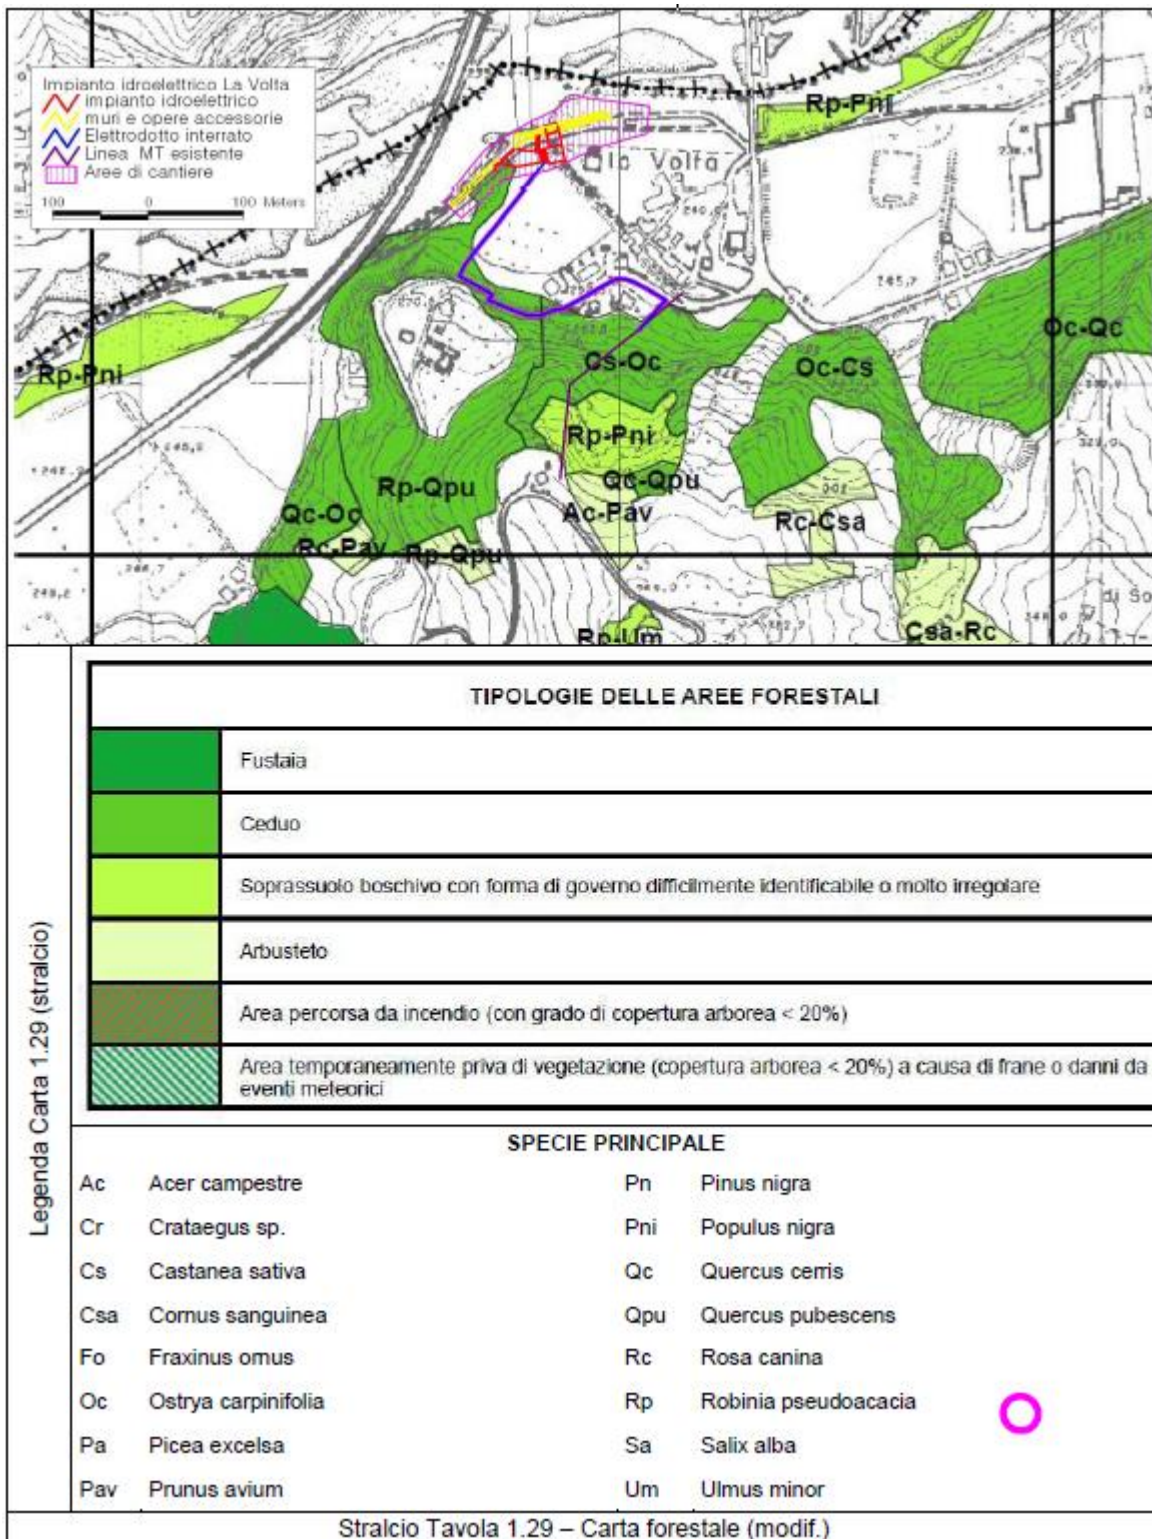 Impianto idroelettrico La Volta
impianto idroelettrico
muri e opere accessorie
Elettrodotto interrato
Linea MT esistente
Aree di cantiere
100 0 100 Meters
la Volta
Rp-Pni
Rp-Pni
Oc-Qc
Cs-Oc
Oc-Cs
245,7
Rp-Pni
Rp-Qpu
Qc-Qpu
Qc-Oc
Ac-Pav
Rc-Csa
Rc-Pav
Rp-Qpu
di So
Rp-Um
Csa-Rc
TIPOLOGIE DELLE AREE FORESTALI
Fustaia
Ceduo
Soprassuolo boschivo con forma di governo difficilmente identificabile o molto irregolare
Arbusteto
Area percorsa da incendio (con grado di copertura arborea < 20%)
Area temporaneamente priva di vegetazione (copertura arborea < 20%) a causa di frane o danni da
eventi meteorici
Legenda Carta 1.29 (stralcio)
SPECIE PRINCIPALE
Ac Acer campestre
Cr Crataegus sp.
Cs Castanea sativa
Csa Cornus sanguinea
Fo Fraxinus ornus
Oc Ostrya carpinifolia
Pa Picea excelsa
Pav Prunus avium
Pn Pinus nigra
Pni Populus nigra
Qc Quercus cerris
Qpu Quercus pubescens
Rc Rosa canina
Rp Robinia pseudoacacia
Sa Salix alba
Um Ulmus minor
Stralcio Tavola 1.29 – Carta forestale (modif.)